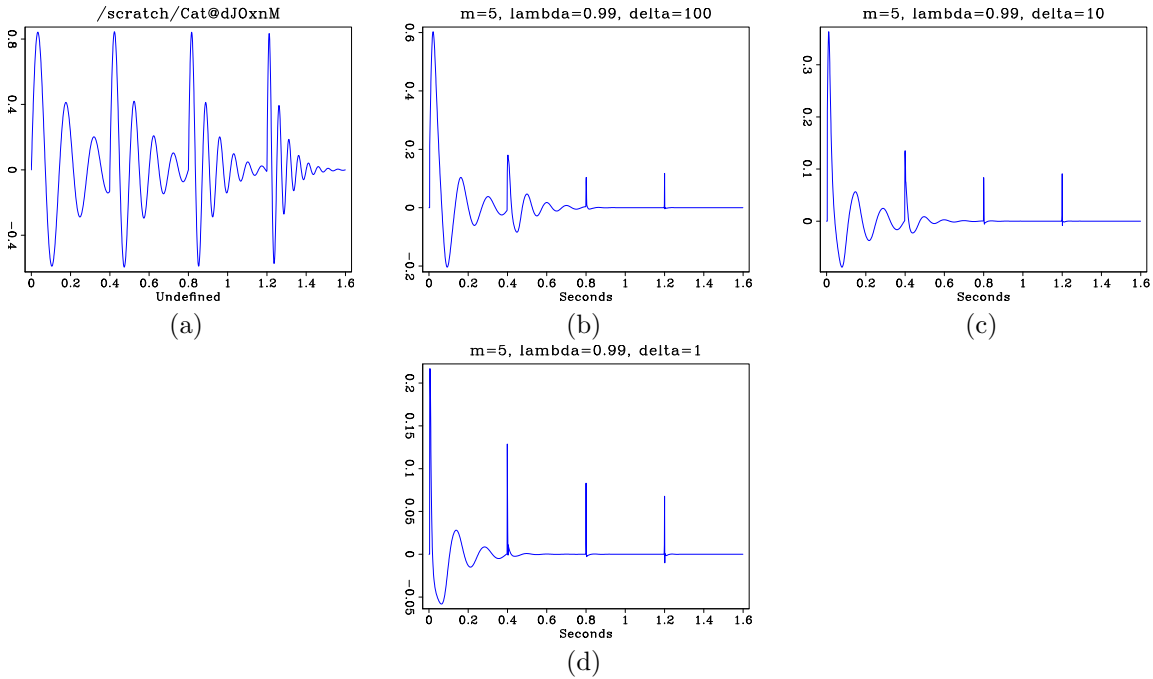 /scratch/Cat@dJOxnM
0.8
0.4
0
−0.4
0 0.2 0.4 0.6 0.8 1 1.2 1.4 1.6
Undefined
(a)
m=5, lambda=0.99, delta=100
0.6
0.4
0.2
0
−0.2
0 0.2 0.4 0.6 0.8 1 1.2 1.4 1.6
Seconds
(b)
m=5, lambda=0.99, delta=10
0.3
0.2
0.1
0
0 0.2 0.4 0.6 0.8 1 1.2 1.4 1.6
Seconds
(c)
m=5, lambda=0.99, delta=1
0.2
0.15
0.1
0.05
0
−0.05
0 0.2 0.4 0.6 0.8 1 1.2 1.4 1.6
Seconds
(d)